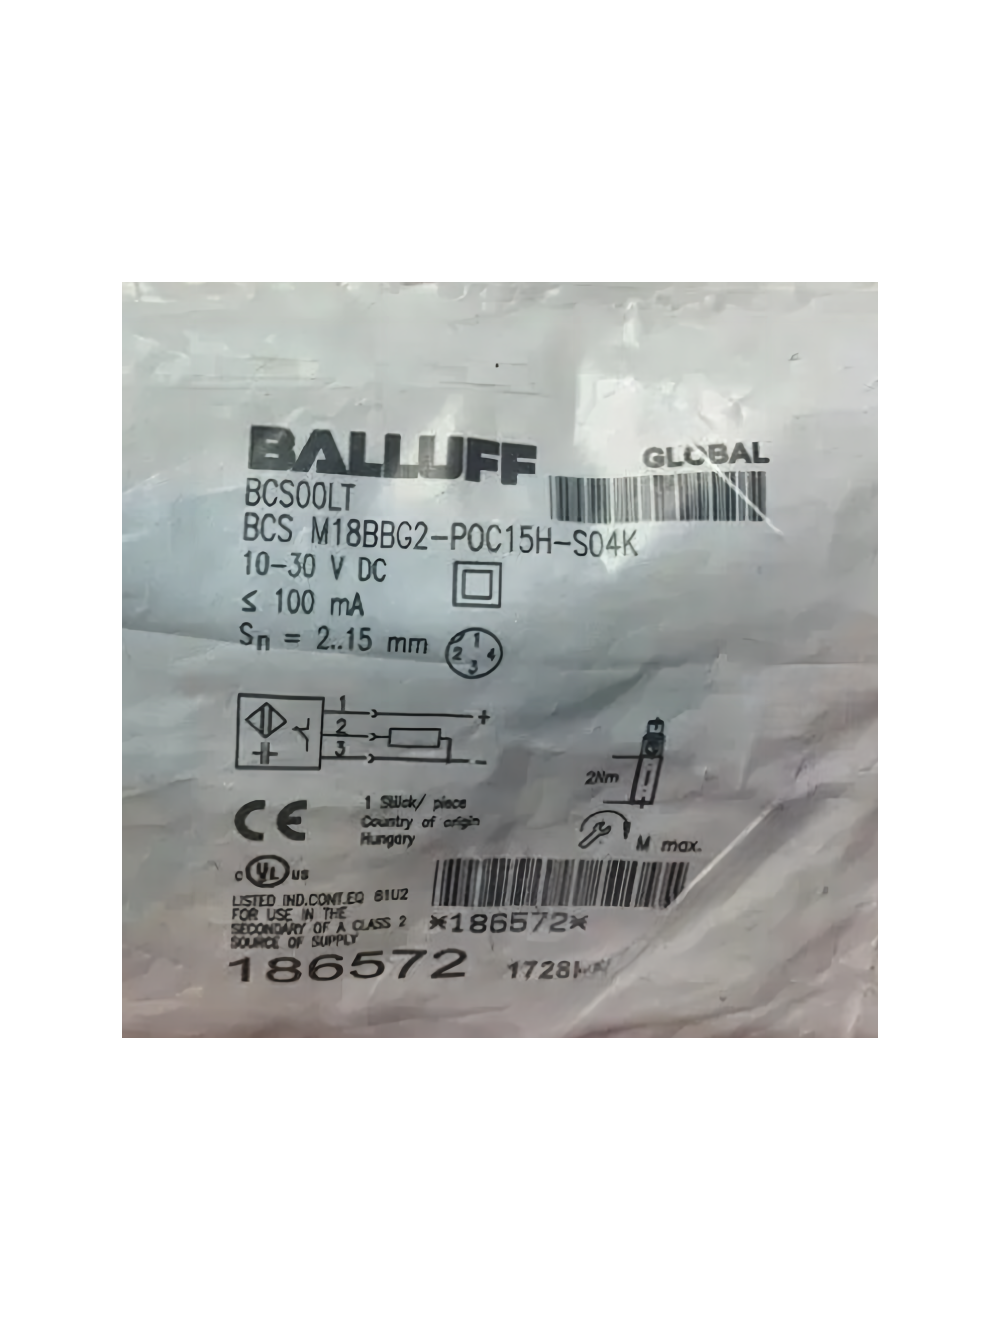 BALLUFF
GLOBAL
BCS00LT
BCS M18BBG2-POC15H-S04K
10-30 V DC
≤ 100 mA
Sn = 2..15 mm
1
2 4
3
1
+
2
3
-
2Nm
M max.
CE
1 Stück/ piece
Country of origin
Hungary
c UL us
LISTED IND.CONT.EQ 61U2
FOR USE IN THE
SECONDARY OF A CLASS 2
SOURCE OF SUPPLY
*186572*
186572